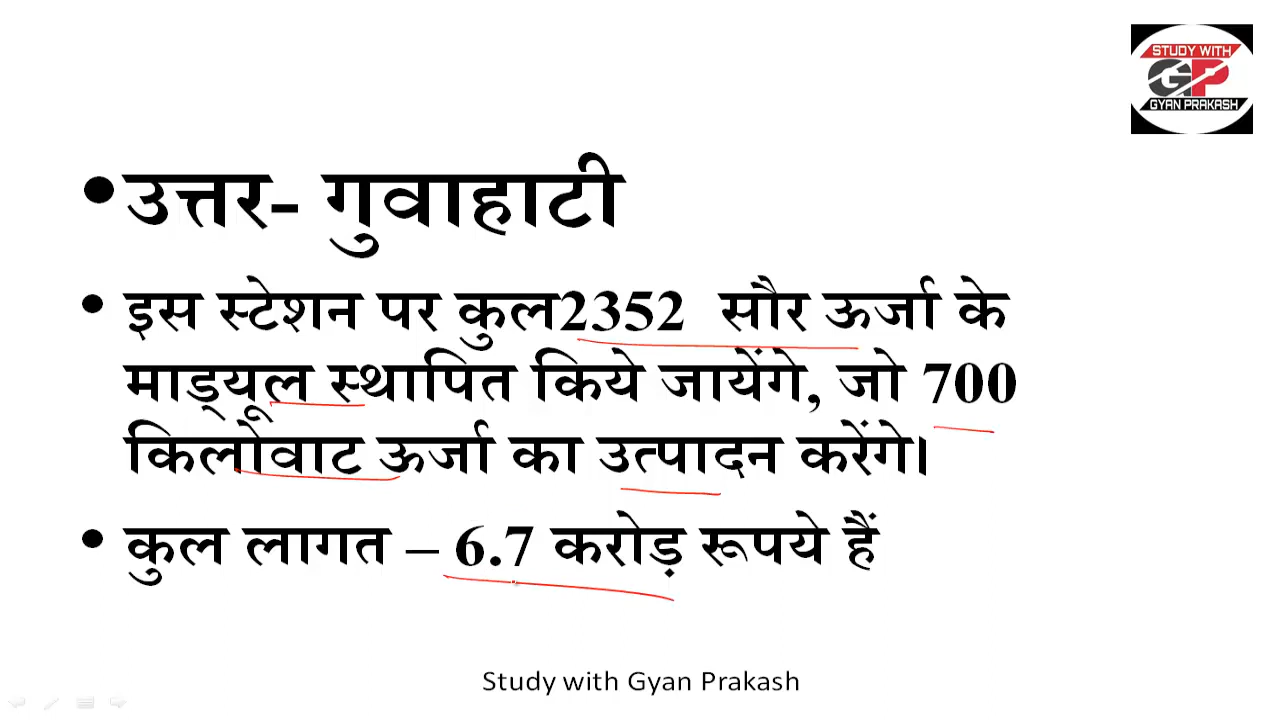 STUDY WITH
GP
GYAN PRAKASH
•उत्तर- गुवाहाटी
• इस स्टेशन पर कुल2352 सौर ऊर्जा के
माड्यूल स्थापित किये जायेंगे, जो 700
किलोवाट ऊर्जा का उत्पादन करेंगे।
• कुल लागत – 6.7 करोड़ रूपये हैं
Study with Gyan Prakash